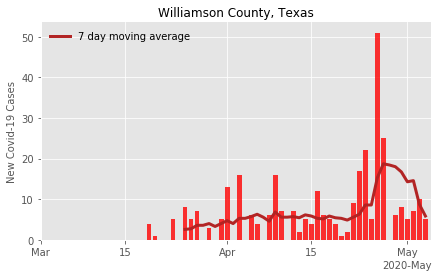 Williamson County, Texas
7 day moving average
New Covid-19 Cases
50
40
30
20
10
0
Mar 15 Apr 15 May
2020-May